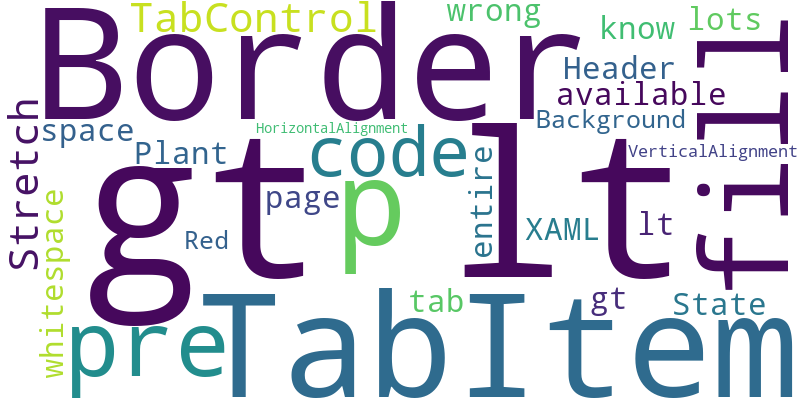 TabControl
wrong
know
lots
Border
Header
available
fill
space
HorizontalAlignment
Background
Stretch
Plant
code
VerticalAlignment
gt lt
p
page
entire
XAML
lt
Red
whitespace
tab
gt
State
pre
TabItem